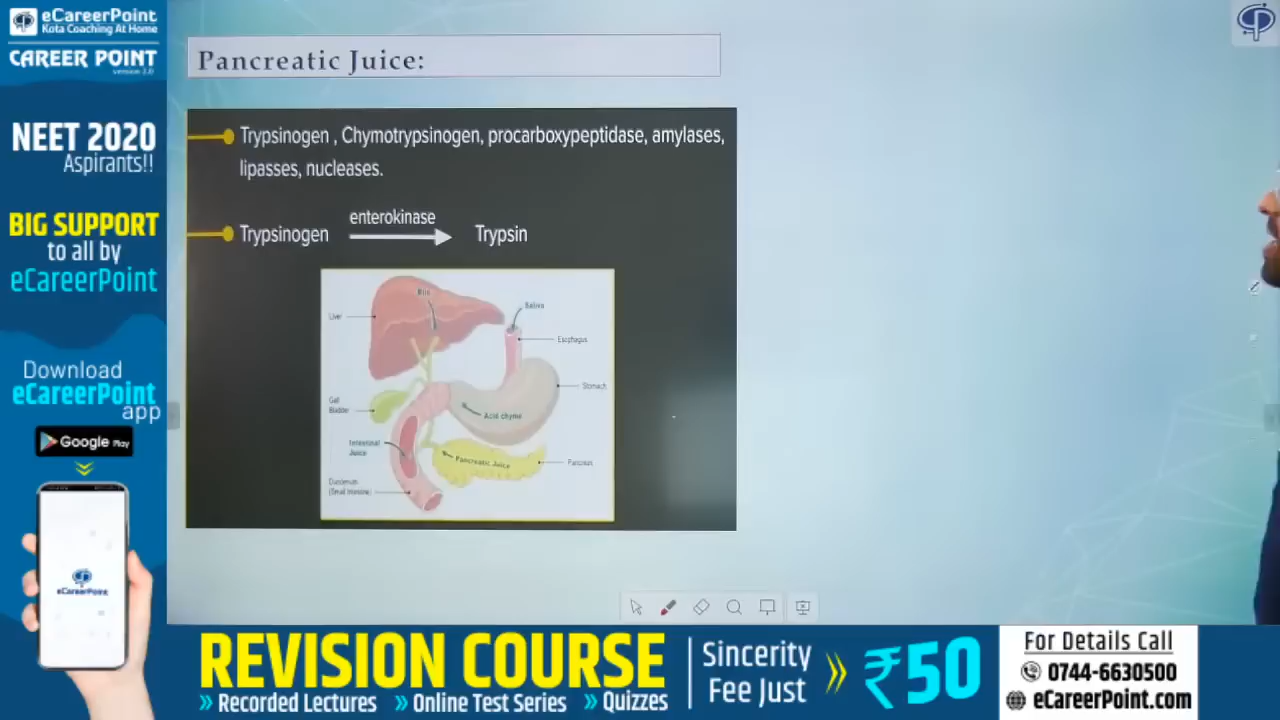 eCareerPoint
Kota Coaching At Home
CAREER POINT
version 2.0
NEET 2020
Aspirants!!
BIG SUPPORT
to all by
eCareerPoint
Download
eCareerPoint
app
Google Play
eCareerPoint
Pancreatic Juice:
Trypsinogen , Chymotrypsinogen, procarboxypeptidase, amylases,
lipasses, nucleases.
enterokinase
Trypsinogen Trypsin
Bile
Saliva
Liver
Esophagus
Stomach
Gall
Bladder
Acid chyme
Intestinal
Juice
Pancreatic Juice
Pancreas
Duodenum
(Small Intestine)
REVISION COURSE
» Recorded Lectures » Online Test Series » Quizzes
Sincerity
Fee Just
» ₹50
For Details Call
0744-6630500
eCareerPoint.com